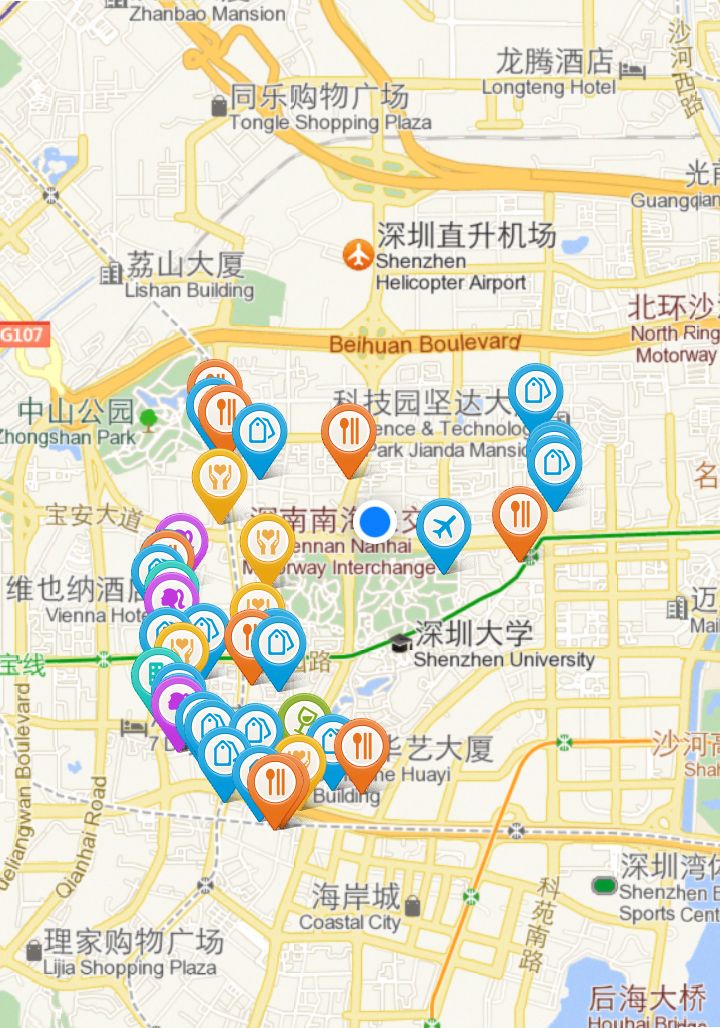 Zhanbao Mansion
沙河西路
龙腾酒店
Longteng Hotel
同乐购物广场
Tongle Shopping Plaza
光前
Guangqian
深圳直升机场
Shenzhen
Helicopter Airport
荔山大厦
Lishan Building
北环沙
North Ring
Motorway
G107
Beihuan Boulevard
中山公园
Zhongshan Park
科技园坚达大
ence & Technolog
Park Jianda Mansio
名
宝安大道
深南南海 交
ennan Nanhai
Motorway Interchange
维也纳酒店
Vienna Hote
迈
Mai
深圳大学
Shenzhen University
宝线
路
华艺大厦
he Huayi
Building
7 D
沙河高
Shah
Qianhai Road
ueliangwan Boulevard
海岸城
Coastal City
深圳湾体
Shenzhen B
Sports Cent
科苑南路
理家购物广场
Lijia Shopping Plaza
后海大桥
Houhai Bridge